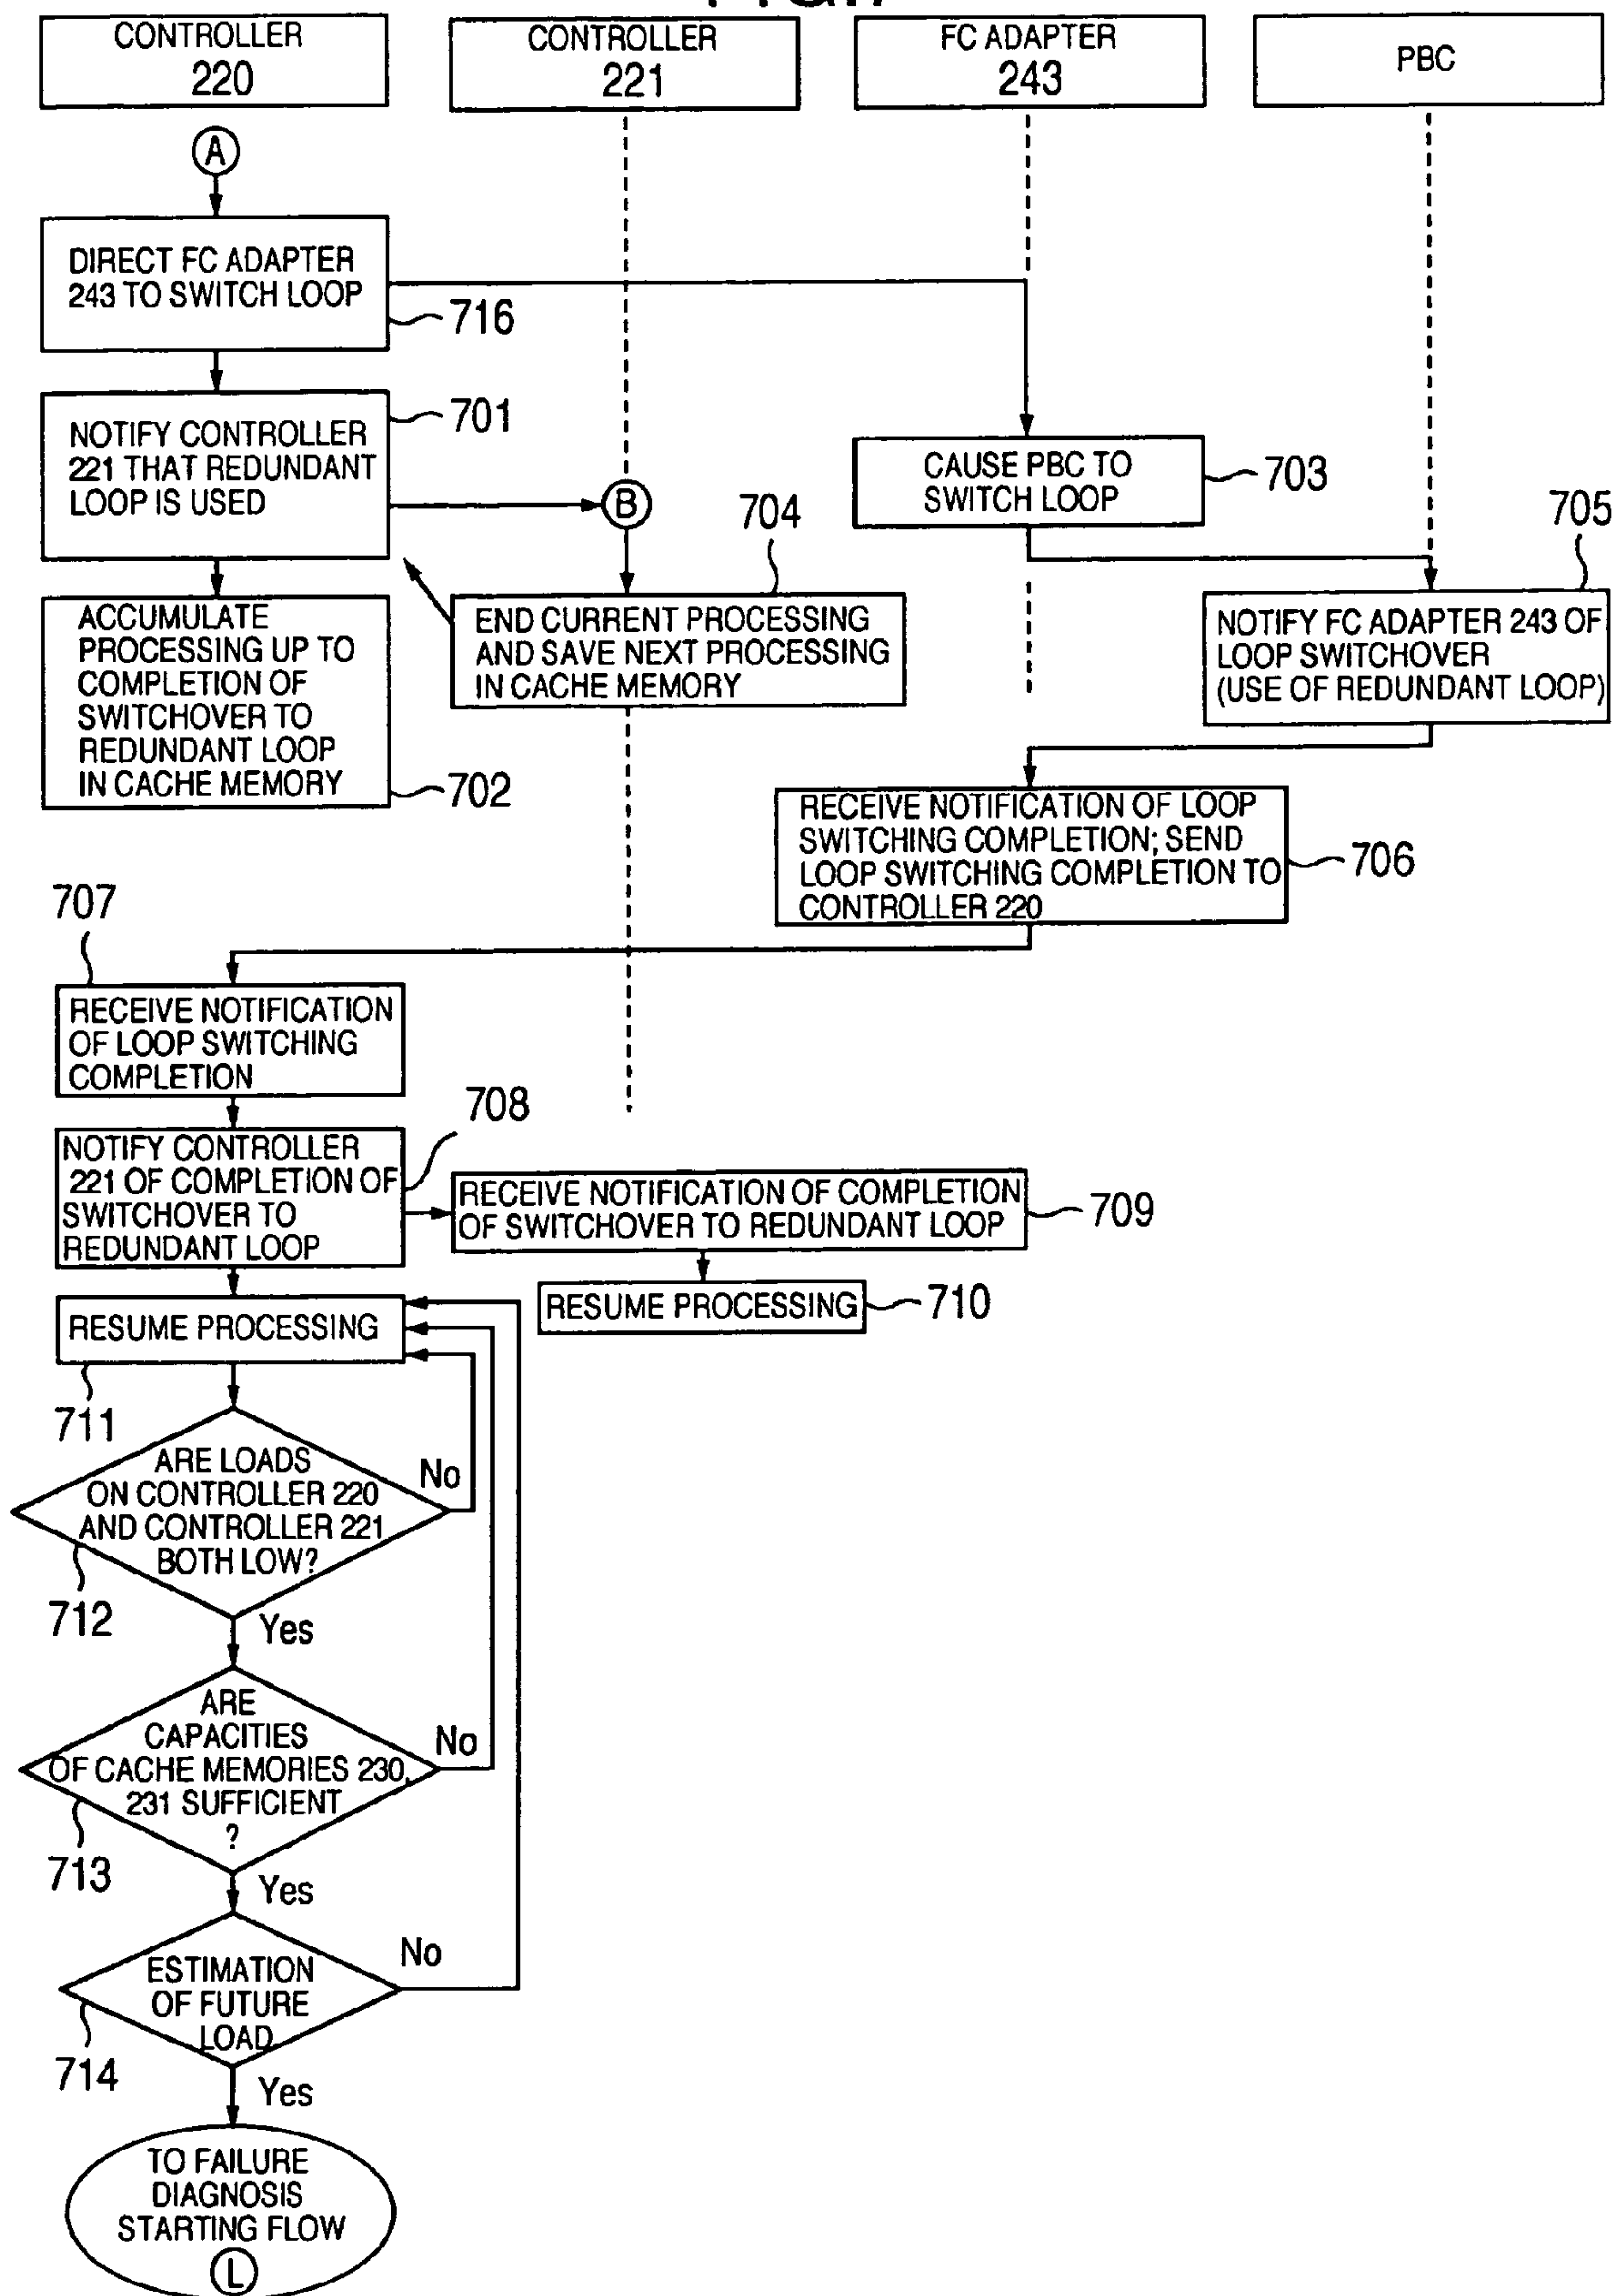 CONTROLLER
220
CONTROLLER
221
FC ADAPTER
243
PBC
A
DIRECT FC ADAPTER
243 TO SWITCH LOOP
716
NOTIFY CONTROLLER
221 THAT REDUNDANT
LOOP IS USED
701
B
CAUSE PBC TO
SWITCH LOOP
703
704
705
ACCUMULATE
PROCESSING UP TO
COMPLETION OF
SWITCHOVER TO
REDUNDANT LOOP
IN CACHE MEMORY
702
END CURRENT PROCESSING
AND SAVE NEXT PROCESSING
IN CACHE MEMORY
NOTIFY FC ADAPTER 243 OF
LOOP SWITCHOVER
(USE OF REDUNDANT LOOP)
RECEIVE NOTIFICATION OF LOOP
SWITCHING COMPLETION; SEND
LOOP SWITCHING COMPLETION TO
CONTROLLER 220
706
707
RECEIVE NOTIFICATION
OF LOOP SWITCHING
COMPLETION
708
NOTIFY CONTROLLER
221 OF COMPLETION OF
SWITCHOVER TO
REDUNDANT LOOP
RECEIVE NOTIFICATION OF COMPLETION
OF SWITCHOVER TO REDUNDANT LOOP
709
RESUME PROCESSING
710
RESUME PROCESSING
711
ARE LOADS
ON CONTROLLER 220
AND CONTROLLER 221
BOTH LOW?
No
712
Yes
ARE
CAPACITIES
OF CACHE MEMORIES 230,
231 SUFFICIENT
?
No
713
Yes
ESTIMATION
OF FUTURE
LOAD
No
714
Yes
TO FAILURE
DIAGNOSIS
STARTING FLOW
L